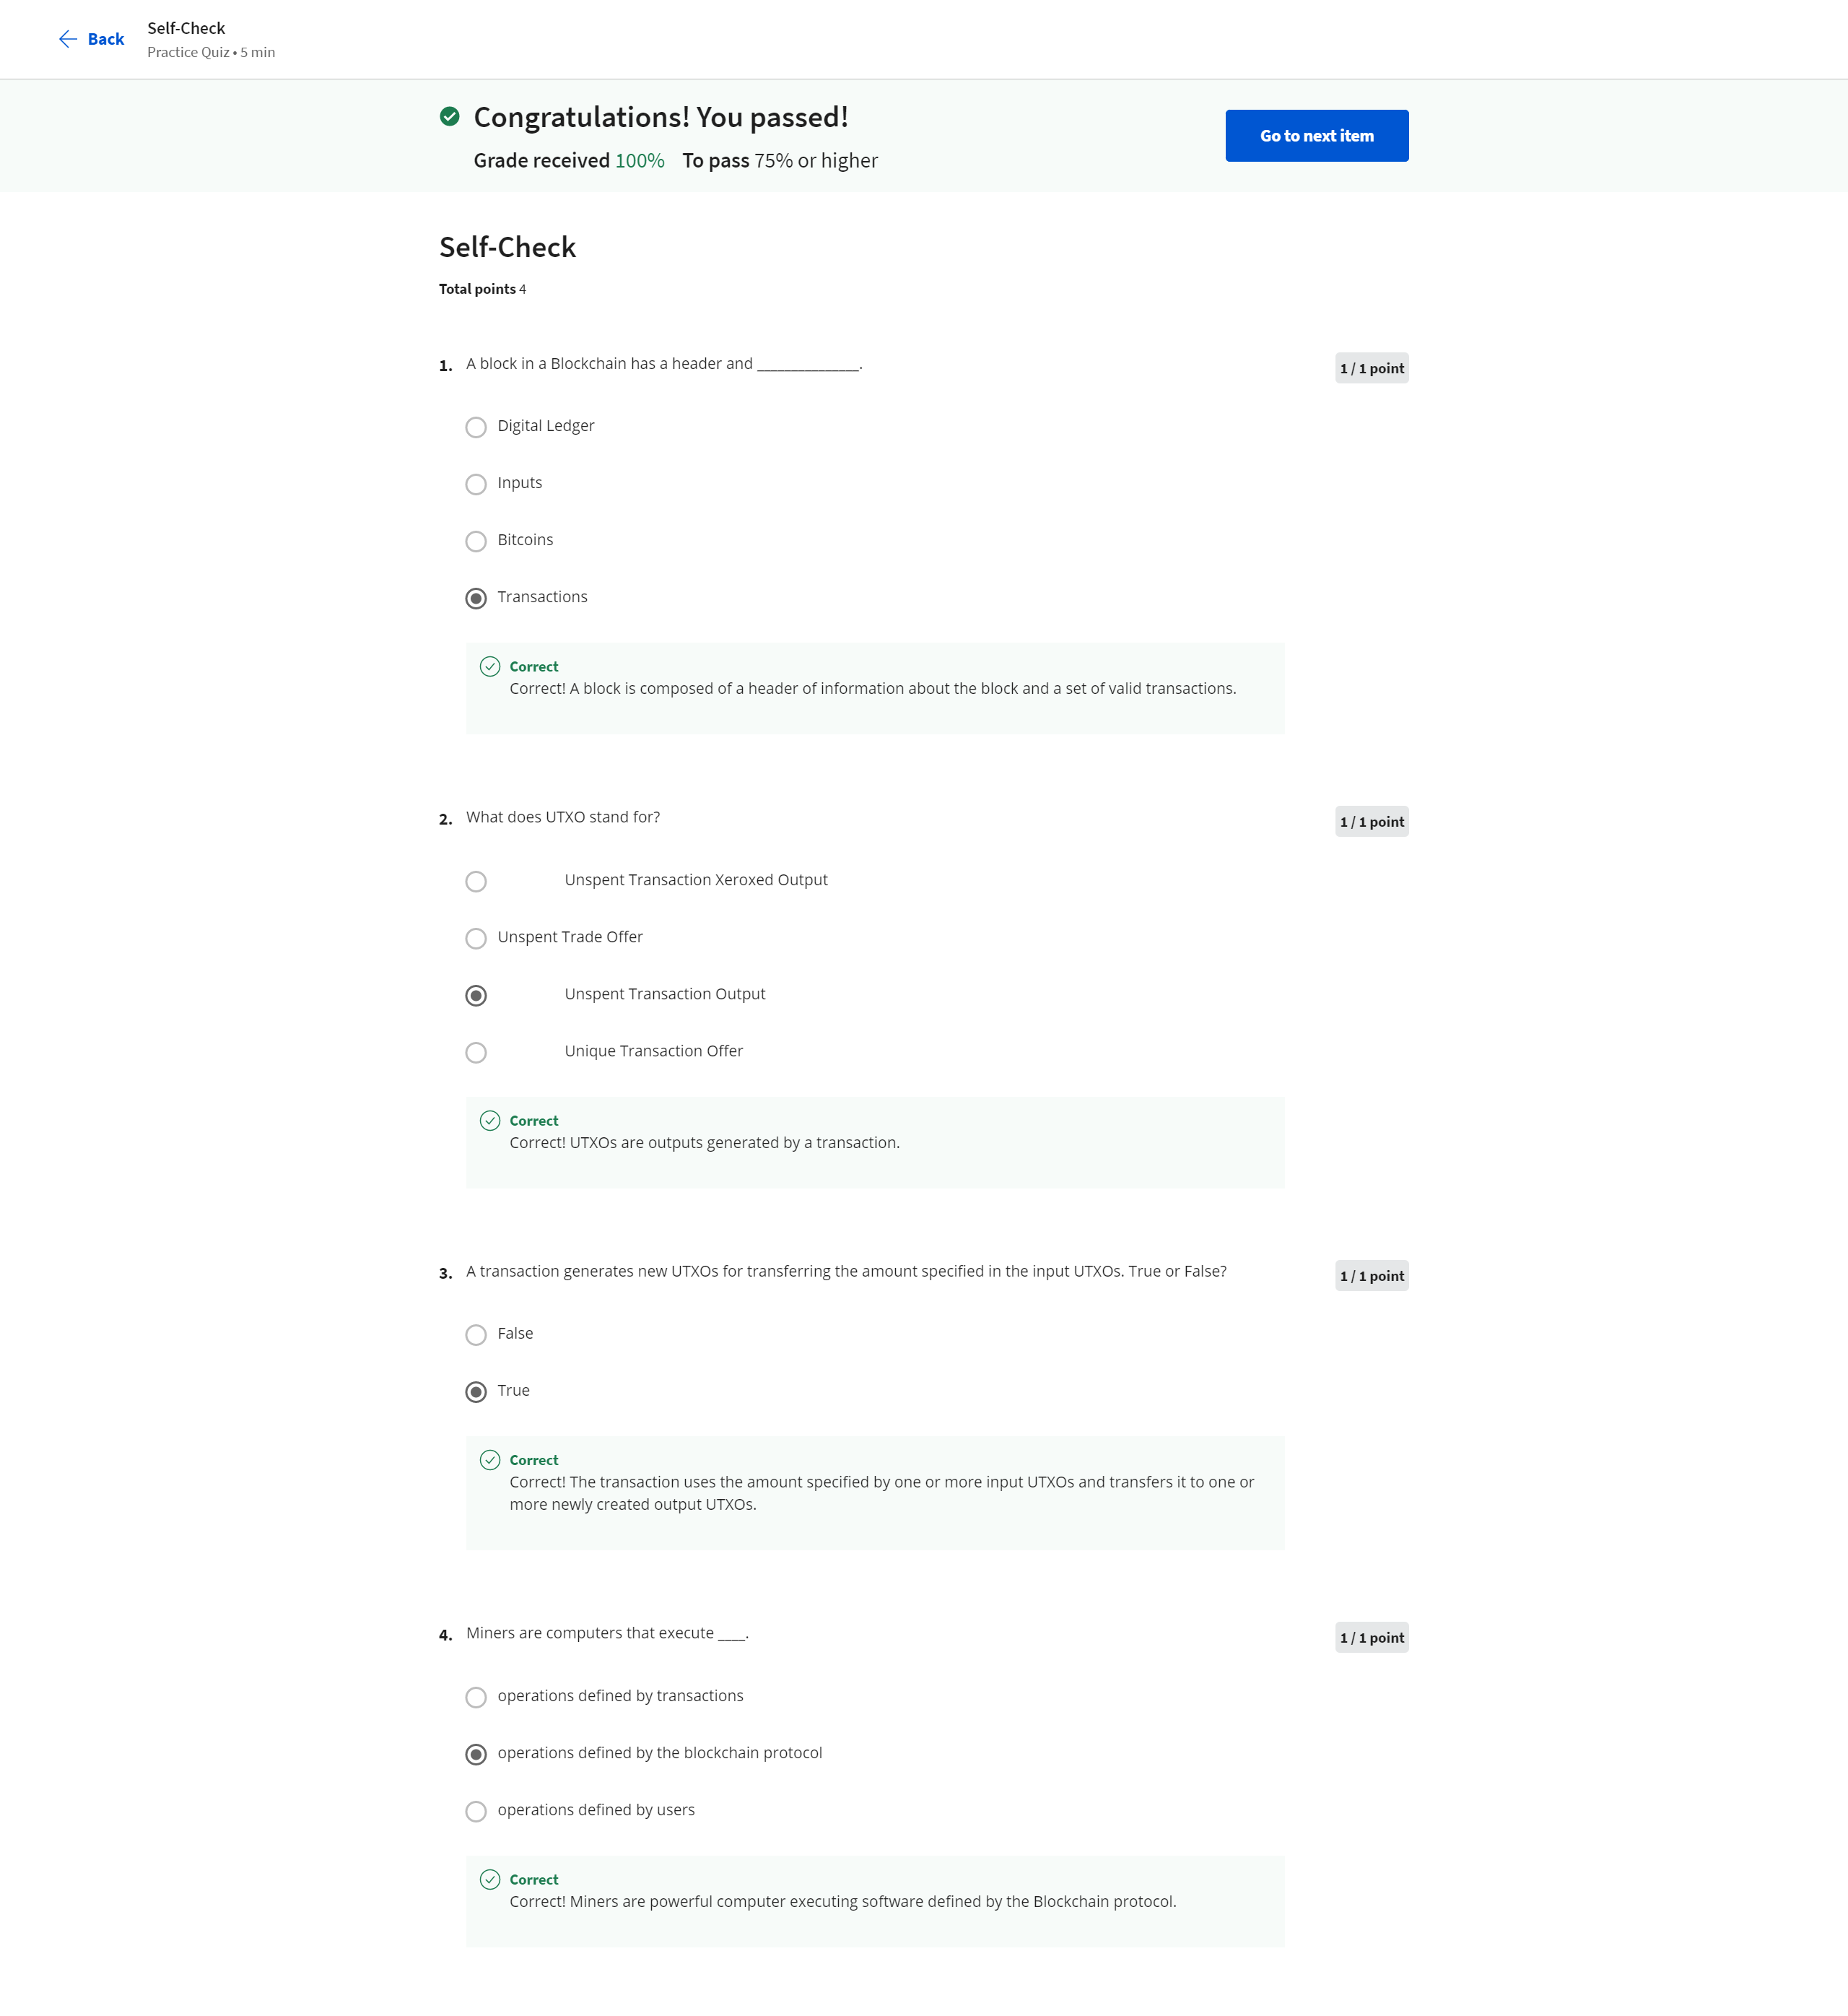 Back
Self-Check
Practice Quiz • 5 min
Congratulations! You passed!
Grade received 100% To pass 75% or higher
Go to next item
Self-Check
Total points 4
1. A block in a Blockchain has a header and _______________.
1 / 1 point
Digital Ledger
Inputs
Bitcoins
Transactions
Correct
Correct! A block is composed of a header of information about the block and a set of valid transactions.
2. What does UTXO stand for?
1 / 1 point
Unspent Transaction Xeroxed Output
Unspent Trade Offer
Unspent Transaction Output
Unique Transaction Offer
Correct
Correct! UTXOs are outputs generated by a transaction.
3. A transaction generates new UTXOs for transferring the amount specified in the input UTXOs. True or False?
1 / 1 point
False
True
Correct
Correct! The transaction uses the amount specified by one or more input UTXOs and transfers it to one or
more newly created output UTXOs.
4. Miners are computers that execute ____.
1 / 1 point
operations defined by transactions
operations defined by the blockchain protocol
operations defined by users
Correct
Correct! Miners are powerful computer executing software defined by the Blockchain protocol.